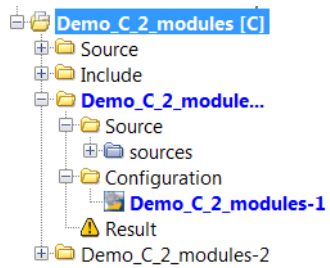 Demo_C_2_modules [C]
Source
Include
Demo_C_2_module...
Source
sources
Configuration
Demo_C_2_modules-1
Result
Demo_C_2_modules-2